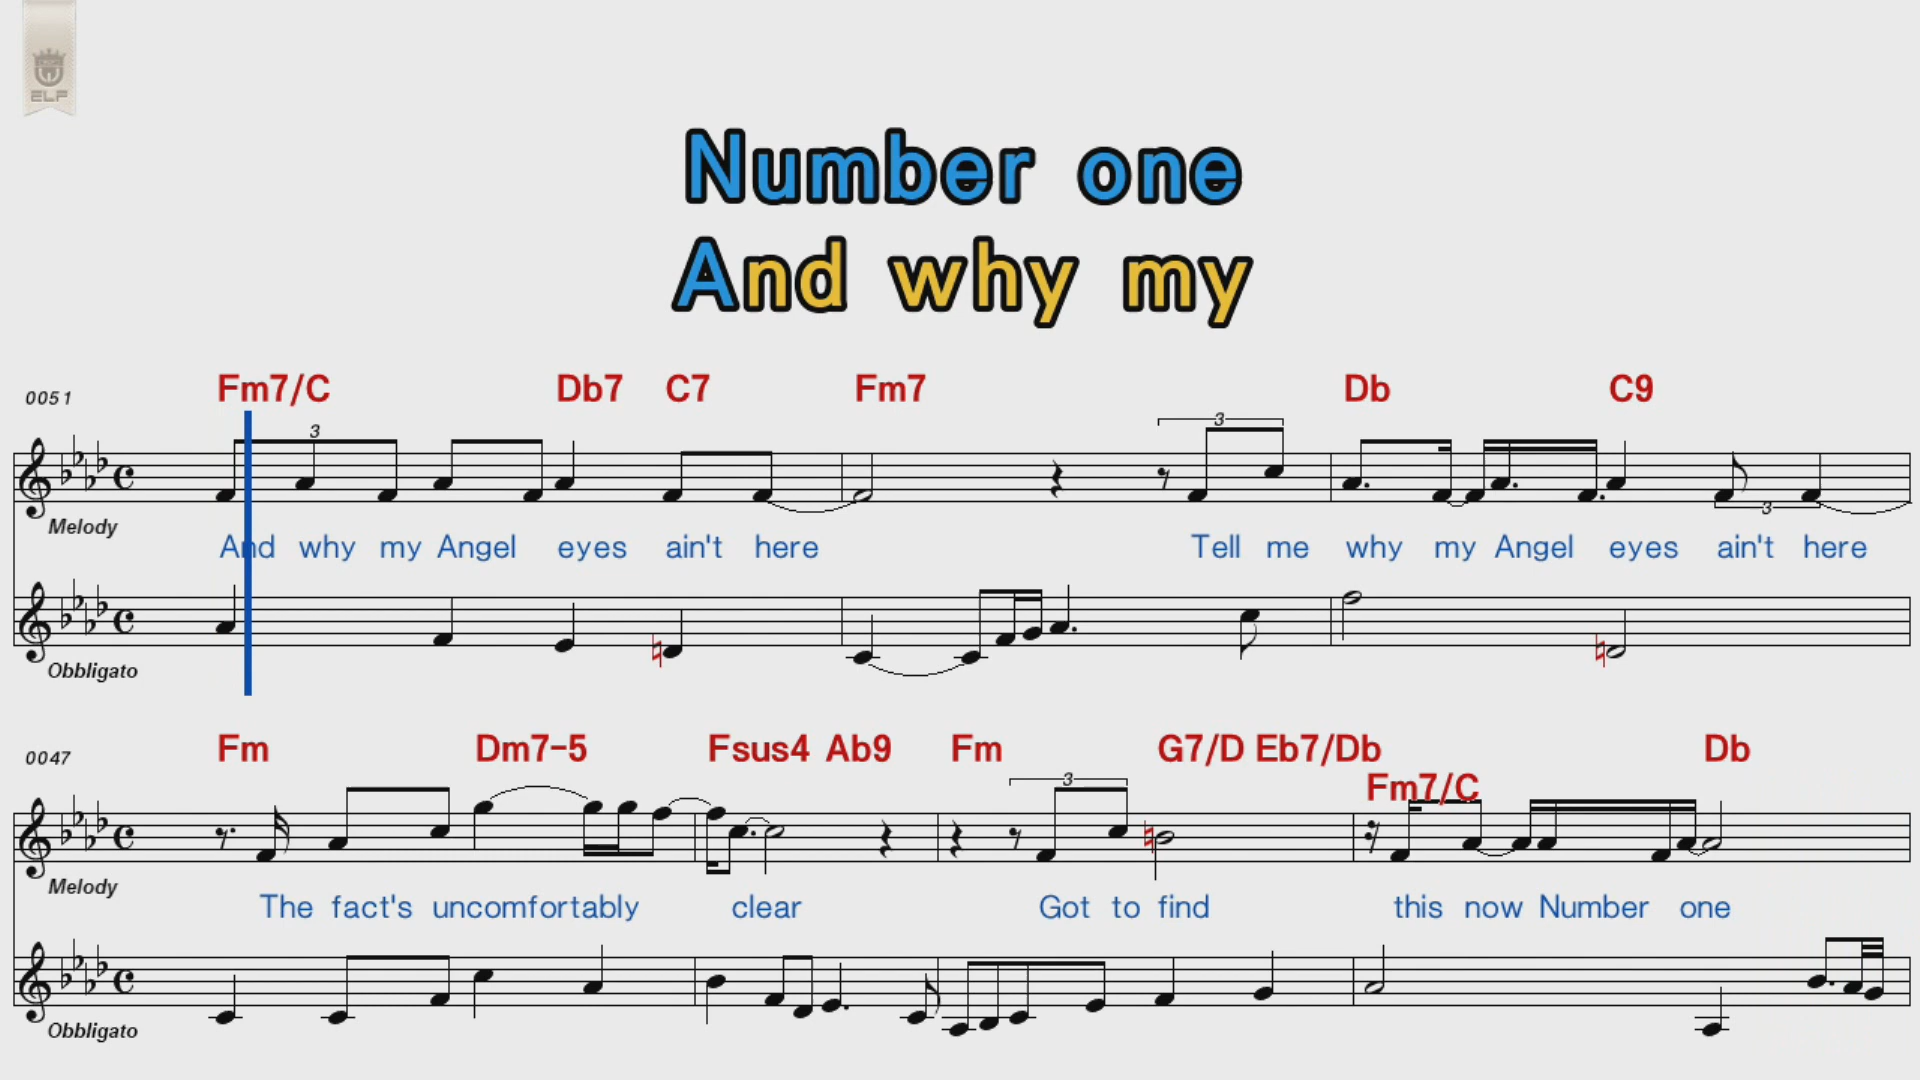 ELF
Number one
And why my
0051 Fm7/C Db7 C7 Fm7 Db C9
3 3
Melody
3
And why my Angel eyes ain't here Tell me why my Angel eyes ain't here
Obbligato
0047 Fm Dm7-5 Fsus4 Ab9 Fm G7/D Eb7/Db Db
3 Fm7/C
Melody
The fact's uncomfortably clear Got to find this now Number one
Obbligato